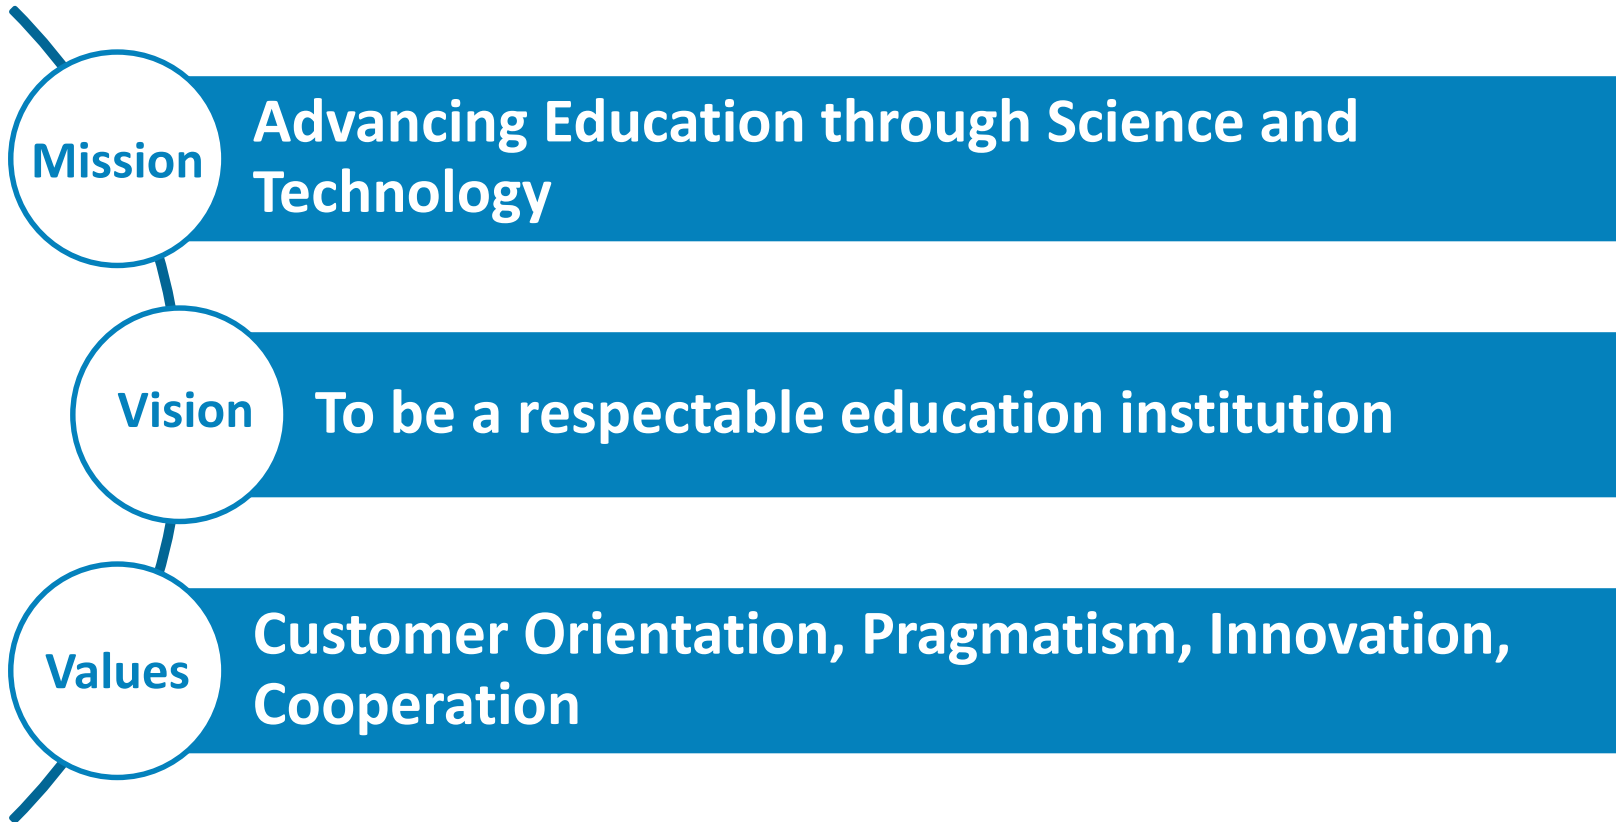 Mission
Advancing Education through Science and
Technology
Vision
To be a respectable education institution
Values
Customer Orientation, Pragmatism, Innovation,
Cooperation